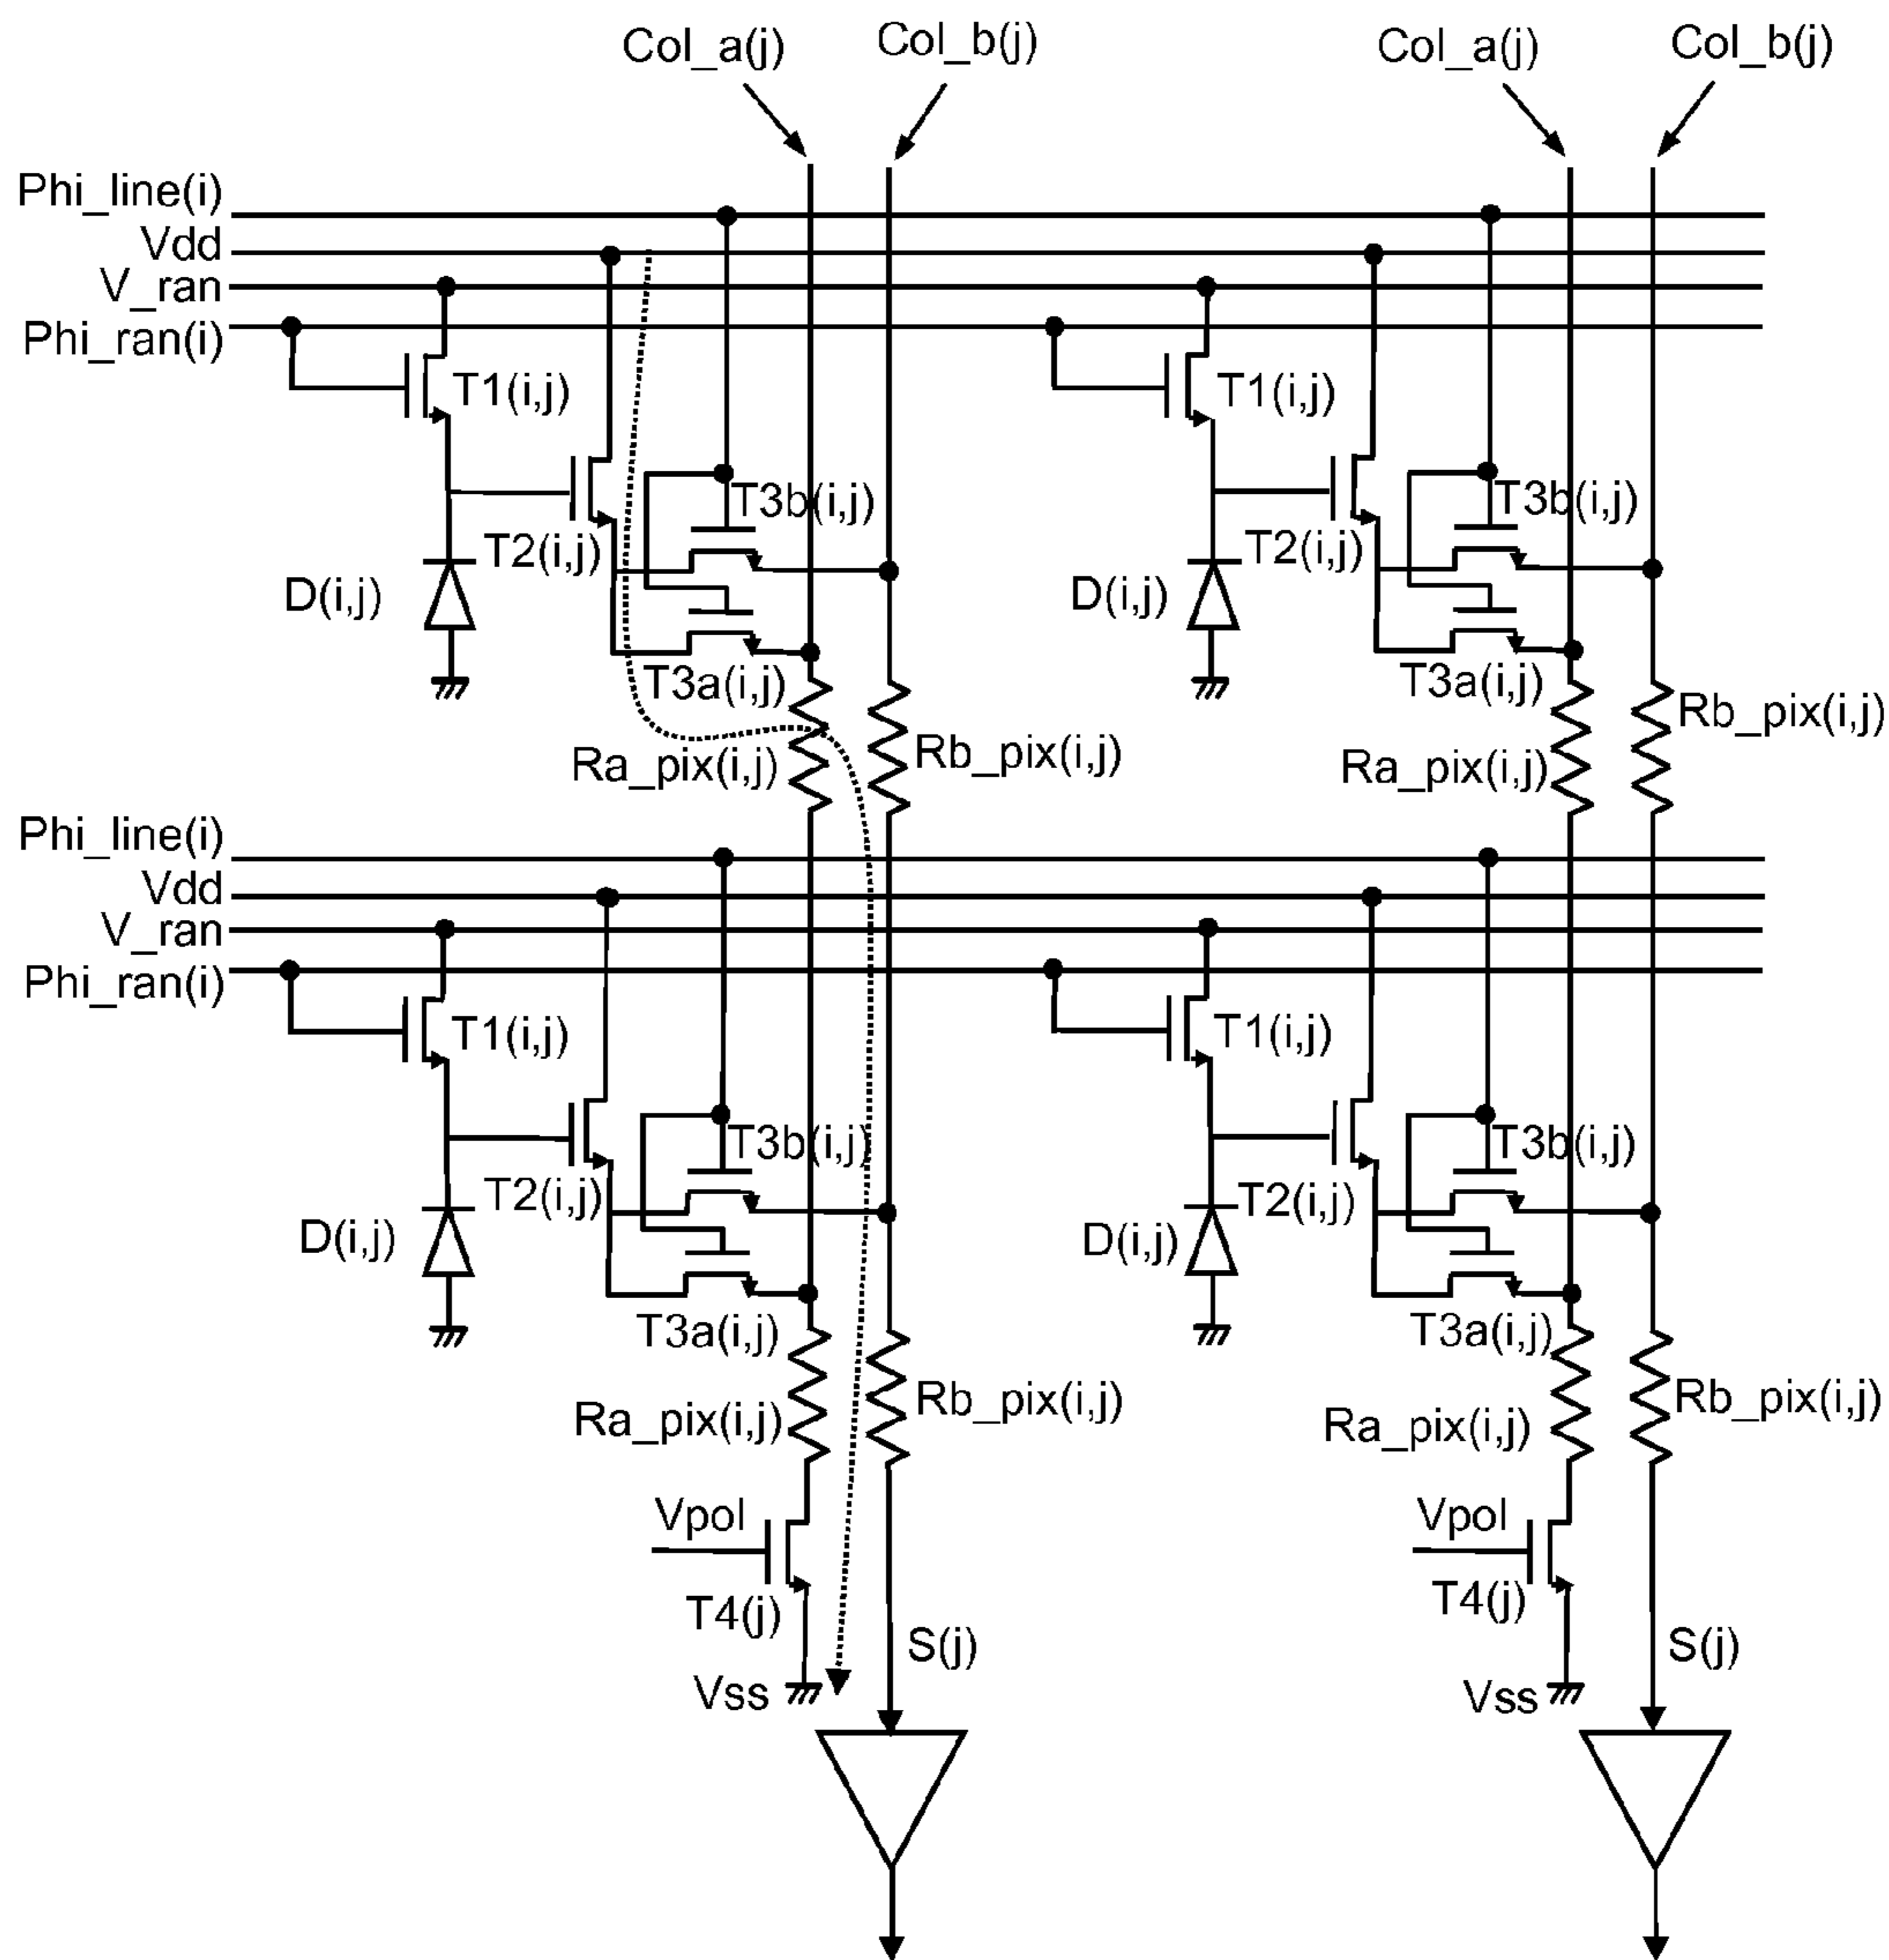 Col_a(j) Col_b(j) Col_a(j) Col_b(j)
Phi_line(i)
Vdd
V_ran
Phi_ran(i)
T1(i,j) T1(i,j)
T3b(i,j) T3b(i,j)
T2(i,j) T2(i,j)
D(i,j) D(i,j)
T3a(i,j) T3a(i,j)
Rb_pix(i,j)
Ra_pix(i,j) Rb_pix(i,j) Ra_pix(i,j)
Phi_line(i)
Vdd
V_ran
Phi_ran(i)
T1(i,j) T1(i,j)
T3b(i,j) T3b(i,j)
T2(i,j) T2(i,j)
D(i,j) D(i,j)
T3a(i,j) T3a(i,j)
Rb_pix(i,j) Rb_pix(i,j)
Ra_pix(i,j) Ra_pix(i,j)
Vpol Vpol
T4(j) T4(j)
S(j) S(j)
Vss Vss